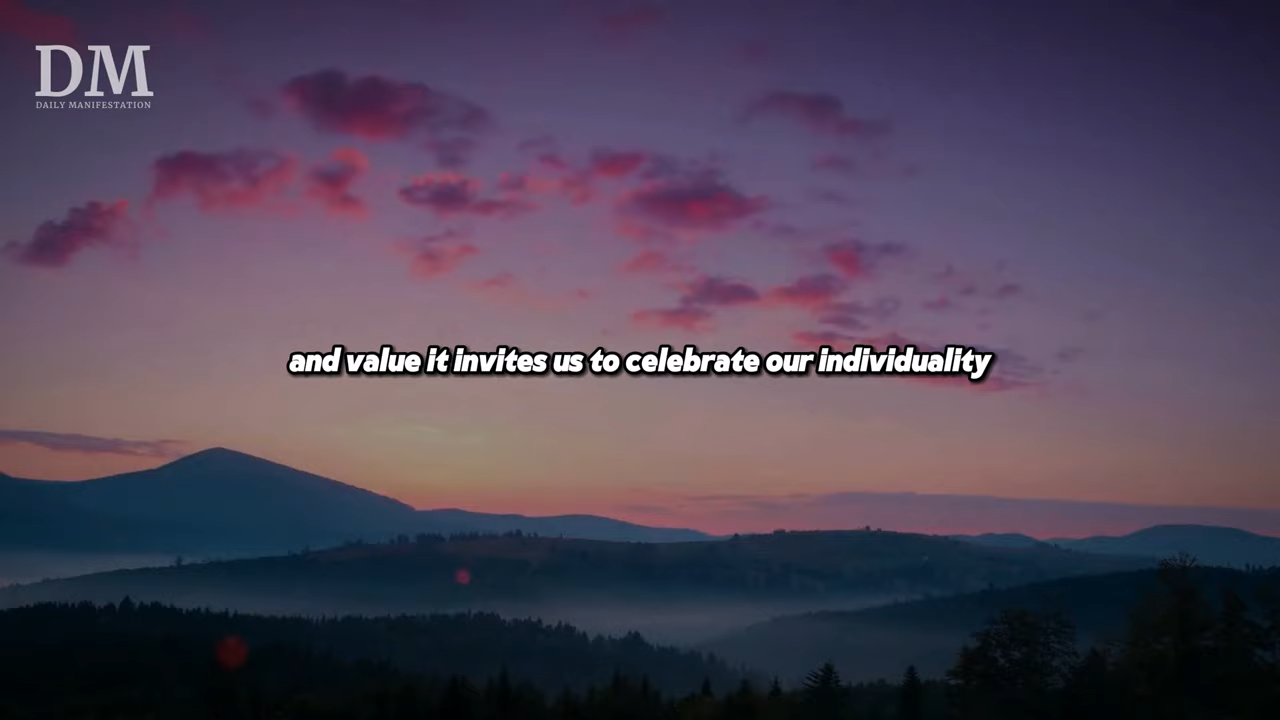 DM
DAILY MANIFESTATION
and value it invites us to celebrate our individuality